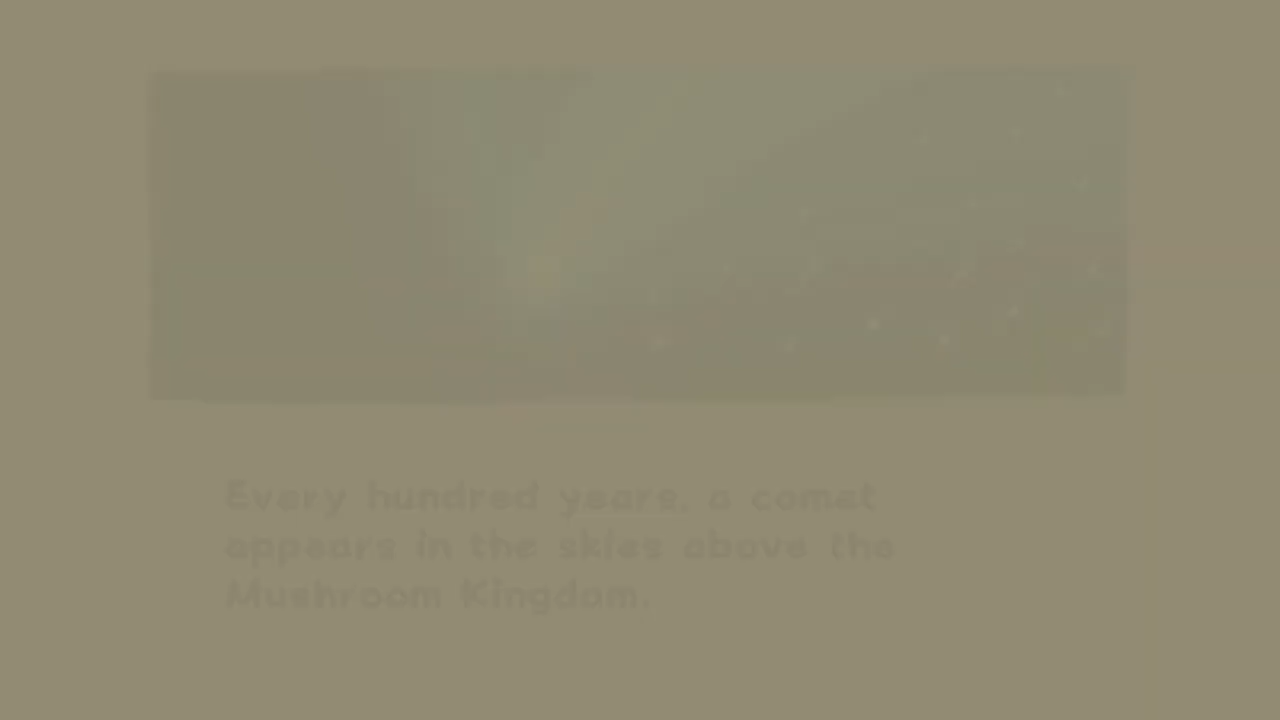 Every hundred years, a comet
appears in the skies above the
Mushroom Kingdom.